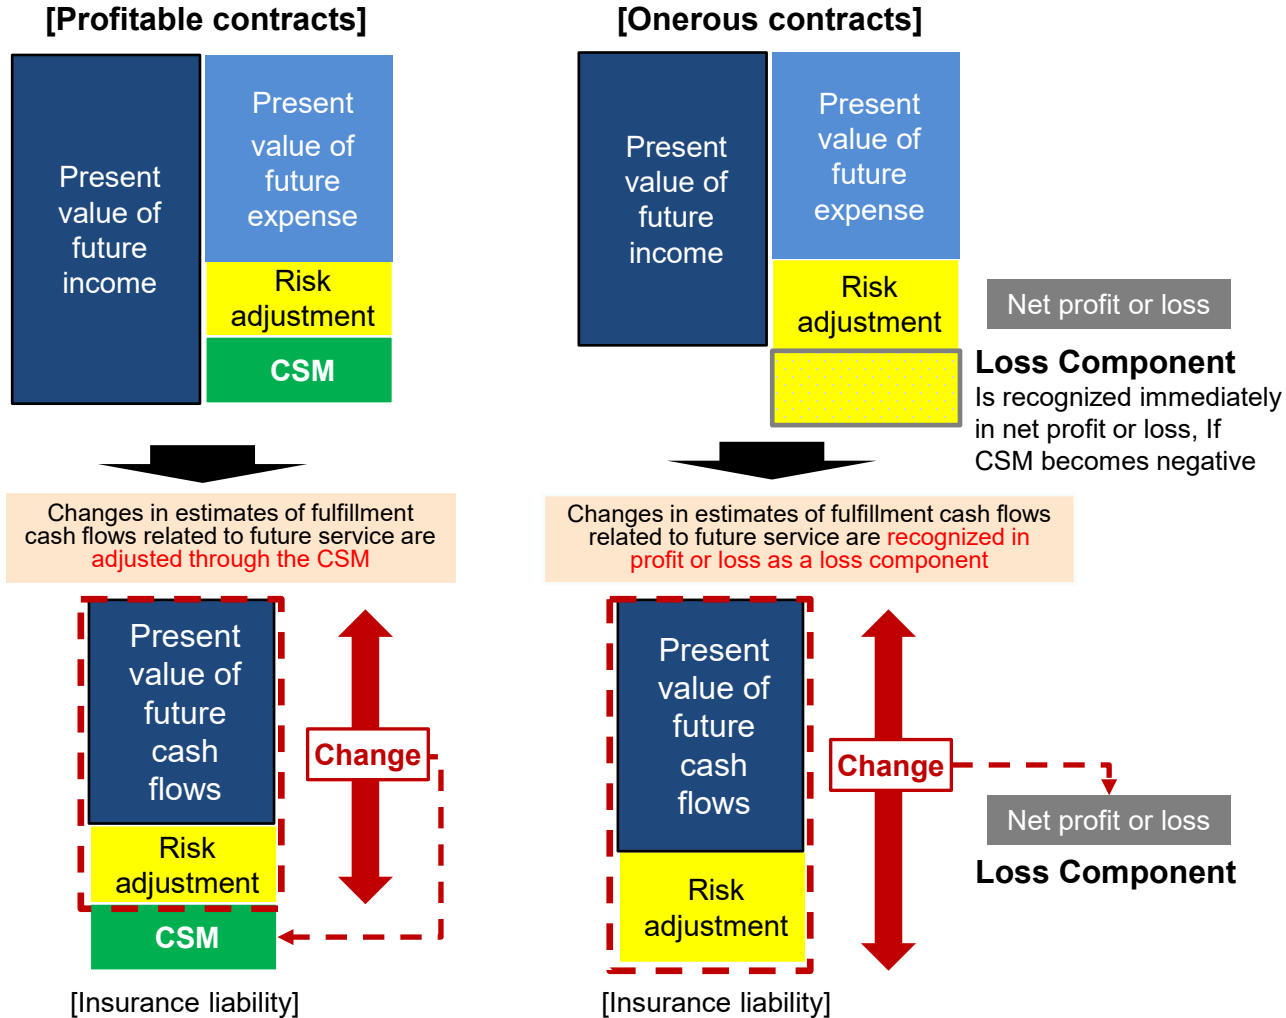 [Profitable contracts]
Present
value of
future
income
Present
value of
future
expense
Risk
adjustment
CSM
Changes in estimates of fulfillment
cash flows related to future service are
adjusted through the CSM
Present
value of
future
cash
flows
Risk
adjustment
CSM
Change
[Insurance liability]
[Onerous contracts]
Present
value of
future
income
Present
value of
future
expense
Risk
adjustment
Net profit or loss
Loss Component
Is recognized immediately
in net profit or loss, If
CSM becomes negative
Changes in estimates of fulfillment cash flows
related to future service are recognized in
profit or loss as a loss component
Present
value of
future
cash
flows
Risk
adjustment
Change
Net profit or loss
Loss Component
[Insurance liability]